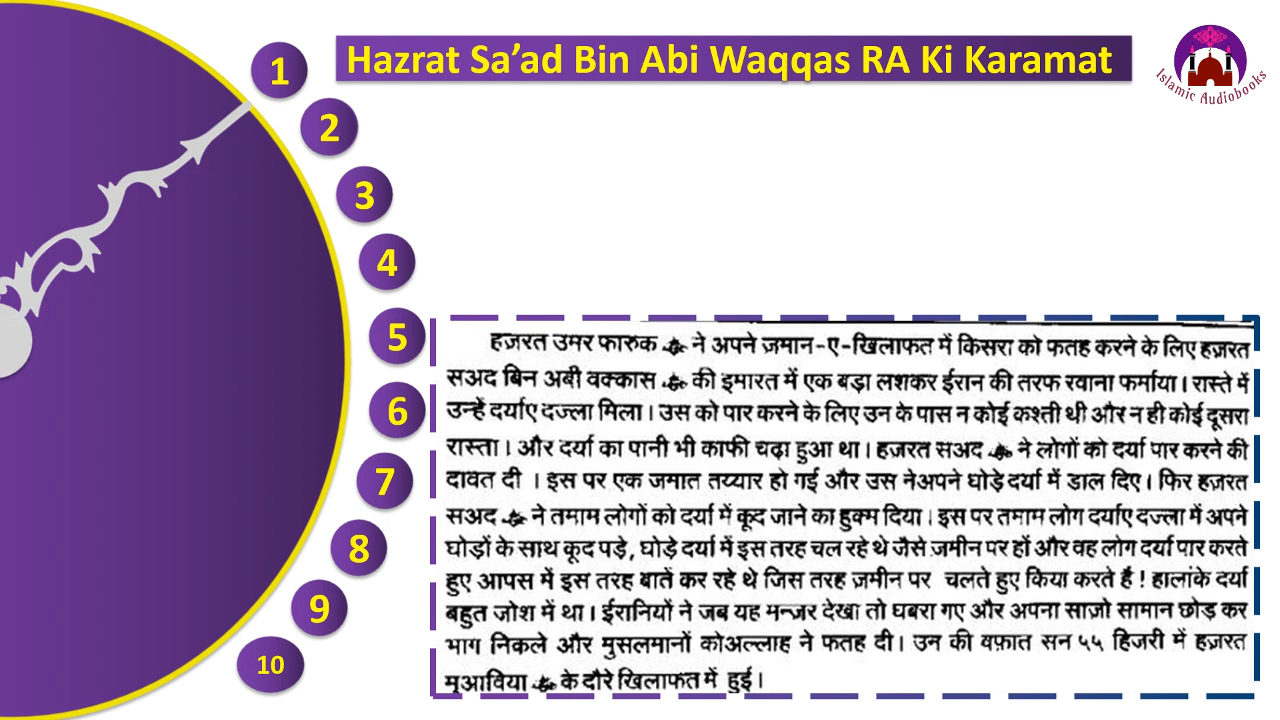 Hazrat Sa’ad Bin Abi Waqqas RA Ki Karamat
Islamic Audiobooks
1
2
3
4
5
6
7
8
9
10
हज़रत उमर फारुक ने अपने ज़मान-ए-खिलाफत में किसरा को फतह करने के लिए हज़रत
सअद बिन अबी वक्कास की इमारत में एक बड़ा लशकर ईरान की तरफ रवाना फर्माया। रास्ते में
उन्हें दर्याए दज्ला मिला। उस को पार करने के लिए उन के पास न कोई कश्ती थी और न ही कोई दूसरा
रास्ता। और दर्या का पानी भी काफी चढ़ा हुआ था। हज़रत सअद ने लोगों को दर्या पार करने की
दावत दी । इस पर एक जमात तय्यार हो गई और उस नेअपने घोड़े दर्या में डाल दिए। फिर हज़रत
सअद ने तमाम लोगों को दर्या में कूद जाने का हुक्म दिया। इस पर तमाम लोग दर्याए दज्ला में अपने
घोड़ों के साथ कूद पड़े, घोड़े दर्या में इस तरह चल रहे थे जैसे ज़मीन पर हों और वह लोग दर्या पार करते
हुए आपस में इस तरह बातें कर रहे थे जिस तरह ज़मीन पर चलते हुए किया करते हैं ! हालांके दर्या
बहुत जोश में था। ईरानियों ने जब यह मन्ज़र देखा तो घबरा गए और अपना साज़ो सामान छोड़ कर
भाग निकले और मुसलमानों कोअल्लाह ने फतह दी। उन की वफ़ात सन ५५ हिजरी में हज़रत
मुआविया के दौरे खिलाफत में हुई।